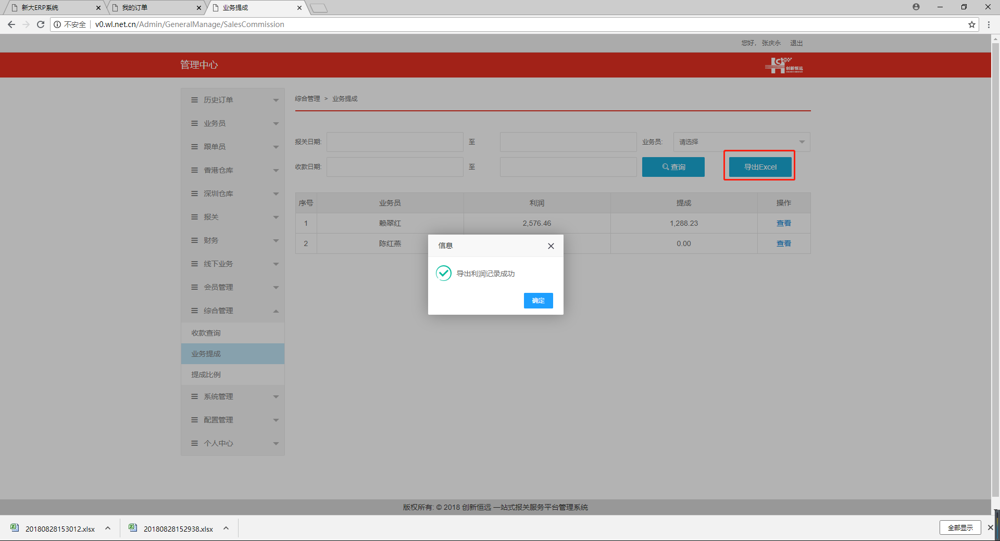 新大ERP系统
我的订单
业务提成
不安全 v0.wl.net.cn/Admin/GeneralManage/SalesCommission
您好, 张庆永 退出
管理中心
创新恒远
历史订单
业务员
跟单员
香港仓库
深圳仓库
报关
财务
线下业务
会员管理
综合管理
收款查询
业务提成
提成比例
系统管理
配置管理
个人中心
综合管理 > 业务提成
报关日期: 至 业务员: 请选择
收款日期: 至 查询 导出Excel
序号 业务员 利润 提成 操作
1 赖翠红 2,576.46 1,288.23 查看
2 陈红燕 0.00 查看
信息
导出利润记录成功
确定
版权所有: © 2018 创新恒远 一站式报关服务平台管理系统
20180828153012.xlsx
20180828152938.xlsx
全部显示